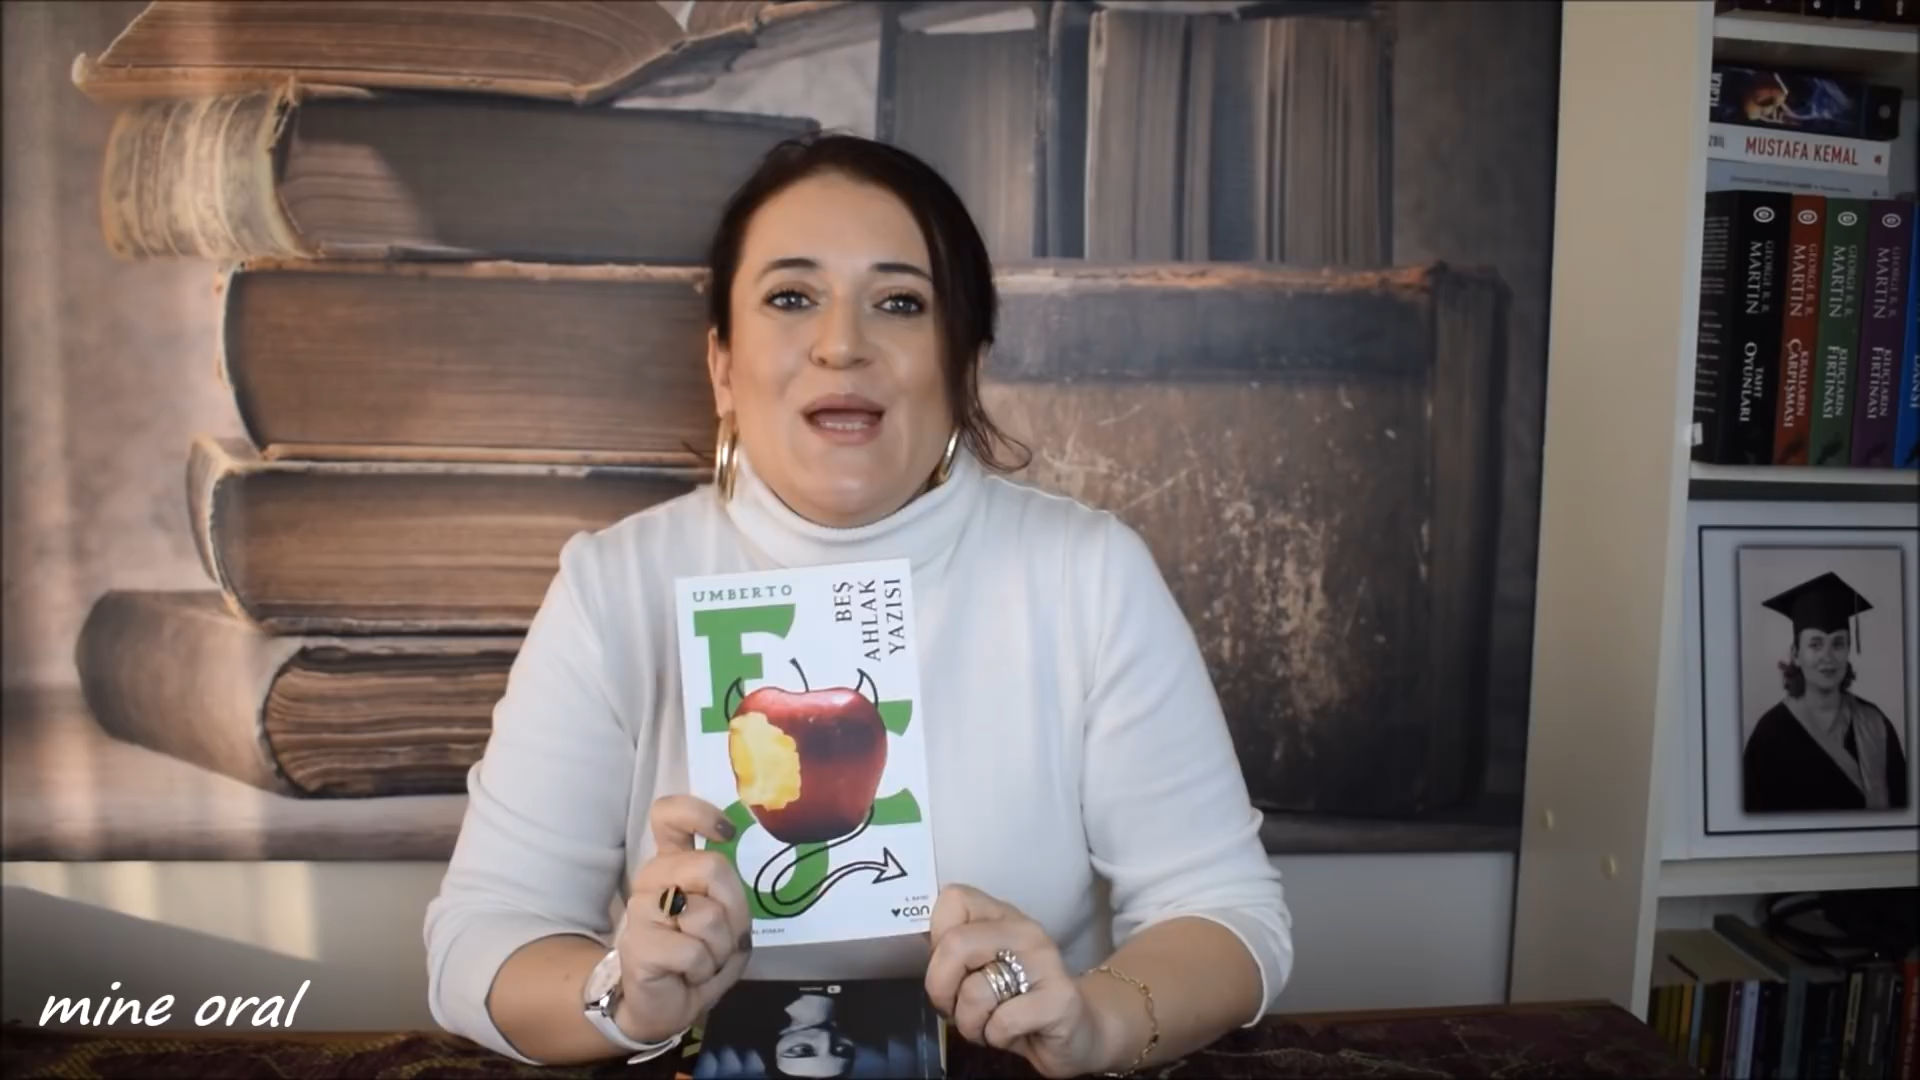 UMBERTO
ECO
BEŞ
AHLAK
YAZISI
can
mine oral
MUSTAFA KEMAL
GEORGE R. R.
MARTIN
TAHT
OYUNLARI
GEORGE R. R.
MARTIN
KRALLARIN
ÇARPIŞMASI
GEORGE R. R.
MARTIN
KILIÇLARIN
FIRTINASI
GEORGE R. R.
MARTIN
KILIÇLARIN
FIRTINASI